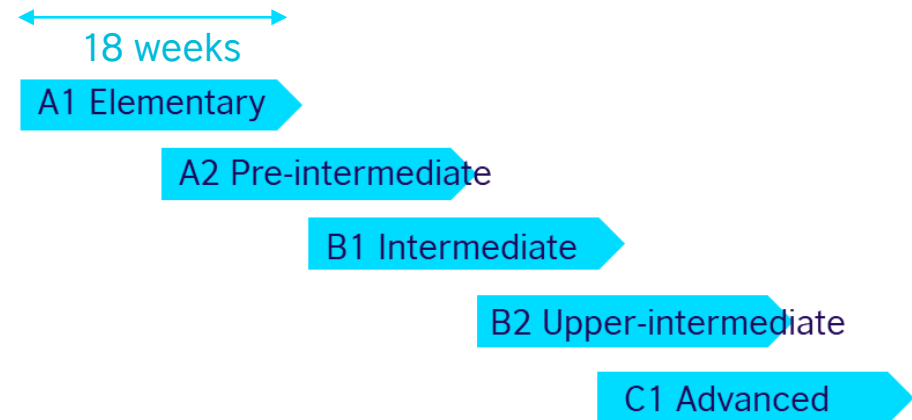 18 weeks
A1 Elementary
A2 Pre-intermediate
B1 Intermediate
B2 Upper-intermediate
C1 Advanced